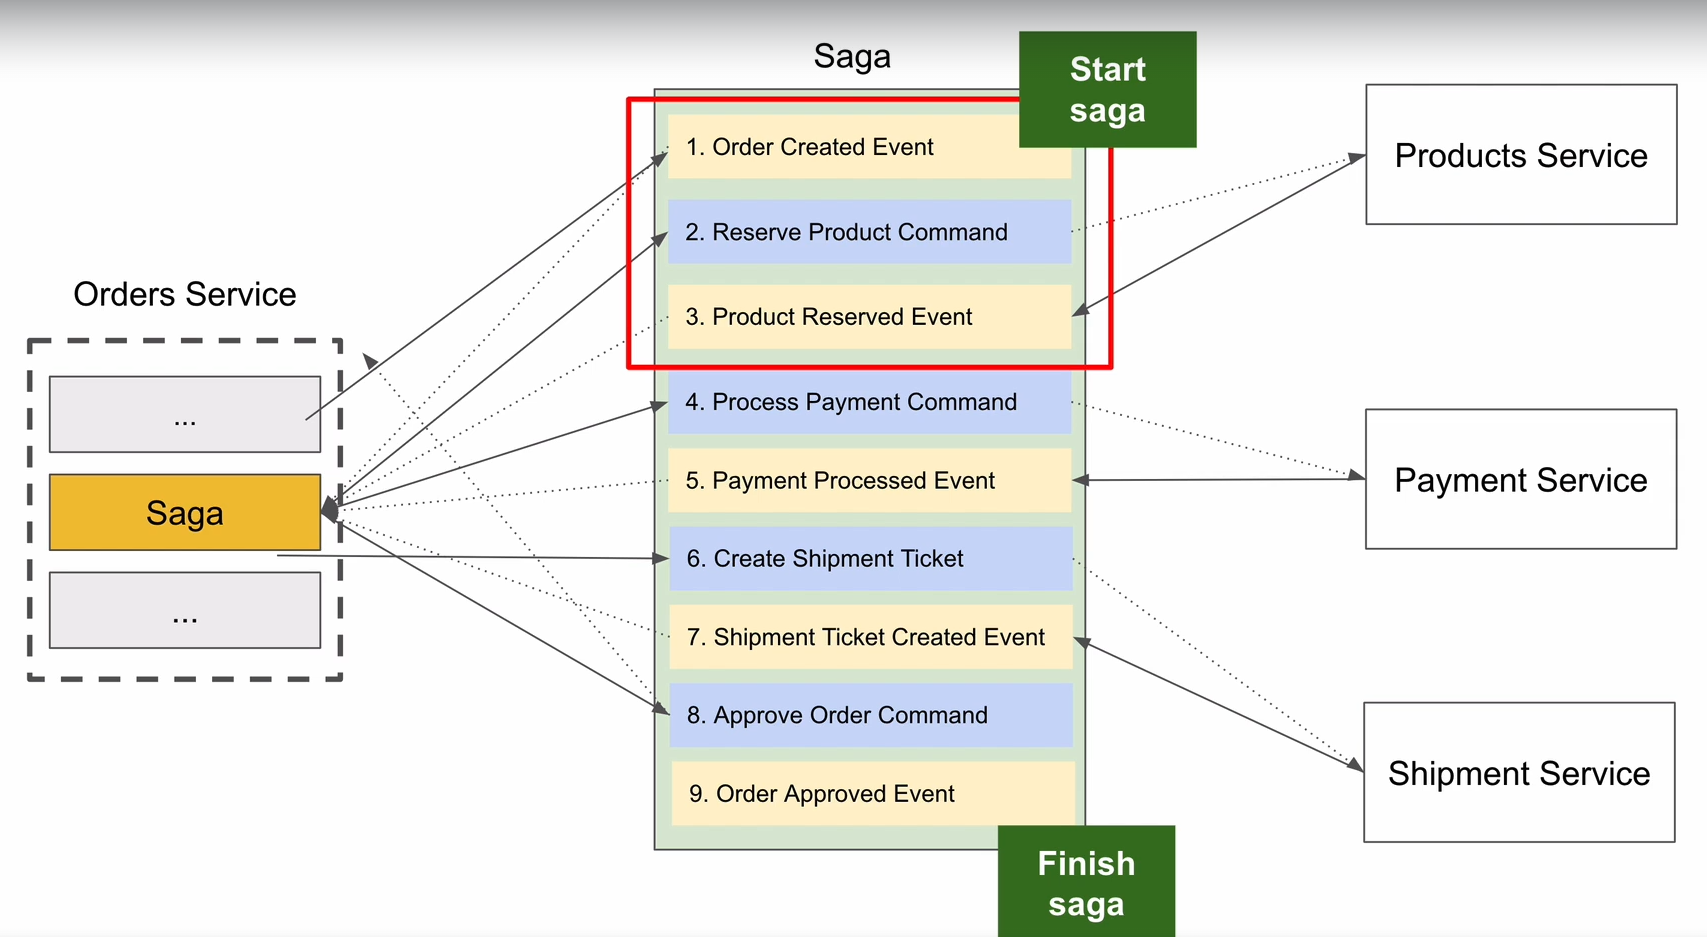 Saga
Start
saga
1. Order Created Event
2. Reserve Product Command
3. Product Reserved Event
4. Process Payment Command
5. Payment Processed Event
6. Create Shipment Ticket
7. Shipment Ticket Created Event
8. Approve Order Command
9. Order Approved Event
Finish
saga
Orders Service
...
Saga
...
Products Service
Payment Service
Shipment Service